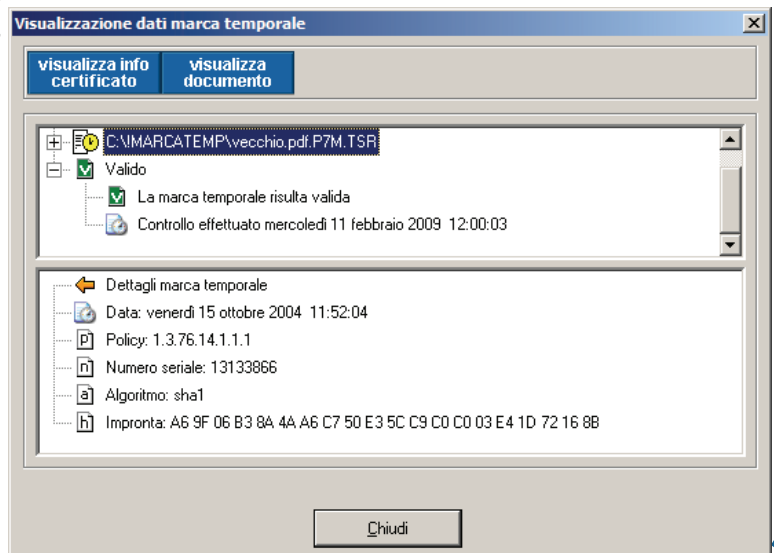 Visualizzazione dati marca temporale
visualizza info certificato
visualizza documento
C:\!MARCATEMP\vecchio.pdf.P7M.TSR
Valido
La marca temporale risulta valida
Controllo effettuato mercoledì 11 febbraio 2009 12:00:03
Dettagli marca temporale
Data: venerdì 15 ottobre 2004 11:52:04
p Policy: 1.3.76.14.1.1.1
n Numero seriale: 13133866
a Algoritmo: sha1
h Impronta: A6 9F 06 B3 8A 4A A6 C7 50 E3 5C C9 C0 C0 03 E4 1D 72 16 8B
Chiudi